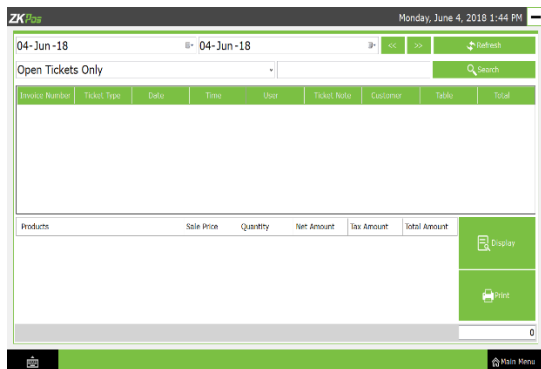 ZKPos Monday, June 4, 2018 1:44 PM
04-Jun-18 04-Jun-18 << >> Refresh
Open Tickets Only Search
Invoice Number Ticket Type Date Time User Ticket Note Customer Table Total
Products Sale Price Quantity Net Amount Tax Amount Total Amount
Display
Print
0
Main Menu